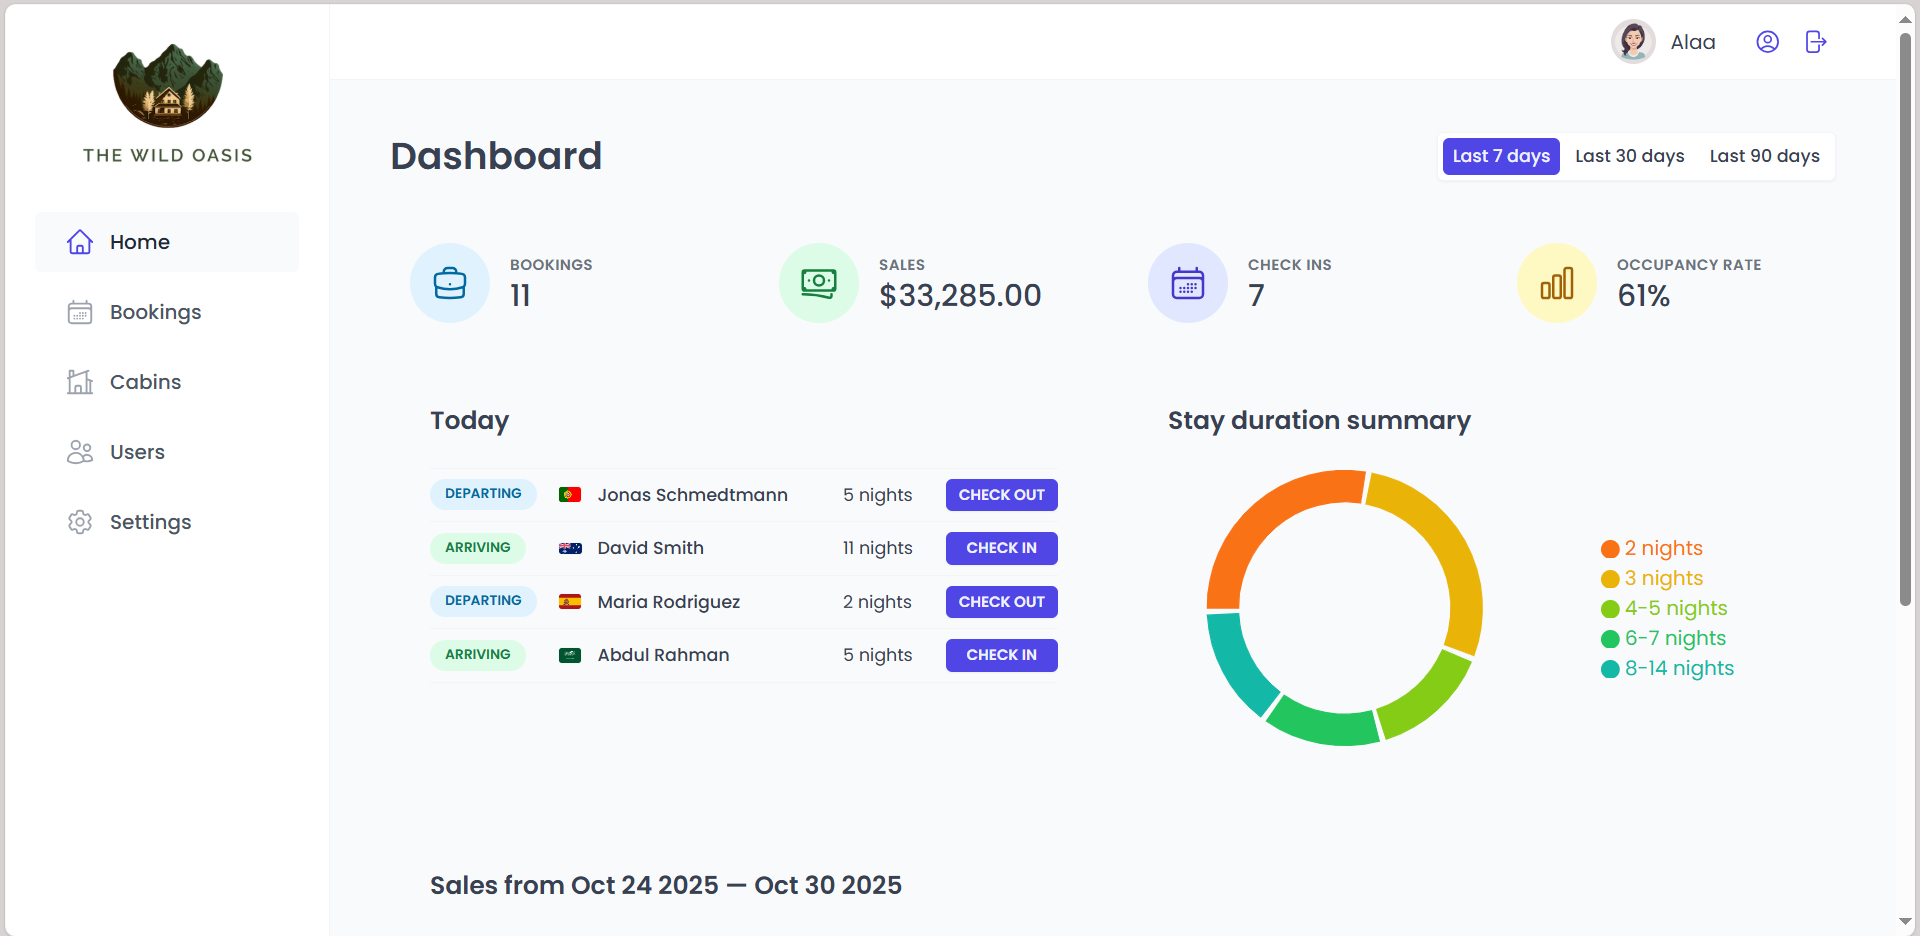 THE WILD OASIS
Home
Bookings
Cabins
Users
Settings
Alaa
Dashboard
Last 7 days Last 30 days Last 90 days
BOOKINGS
11
SALES
$33,285.00
CHECK INS
7
OCCUPANCY RATE
61%
Today
DEPARTING Jonas Schmedtmann 5 nights CHECK OUT
ARRIVING David Smith 11 nights CHECK IN
DEPARTING Maria Rodriguez 2 nights CHECK OUT
ARRIVING Abdul Rahman 5 nights CHECK IN
Stay duration summary
2 nights
3 nights
4-5 nights
6-7 nights
8-14 nights
Sales from Oct 24 2025 — Oct 30 2025